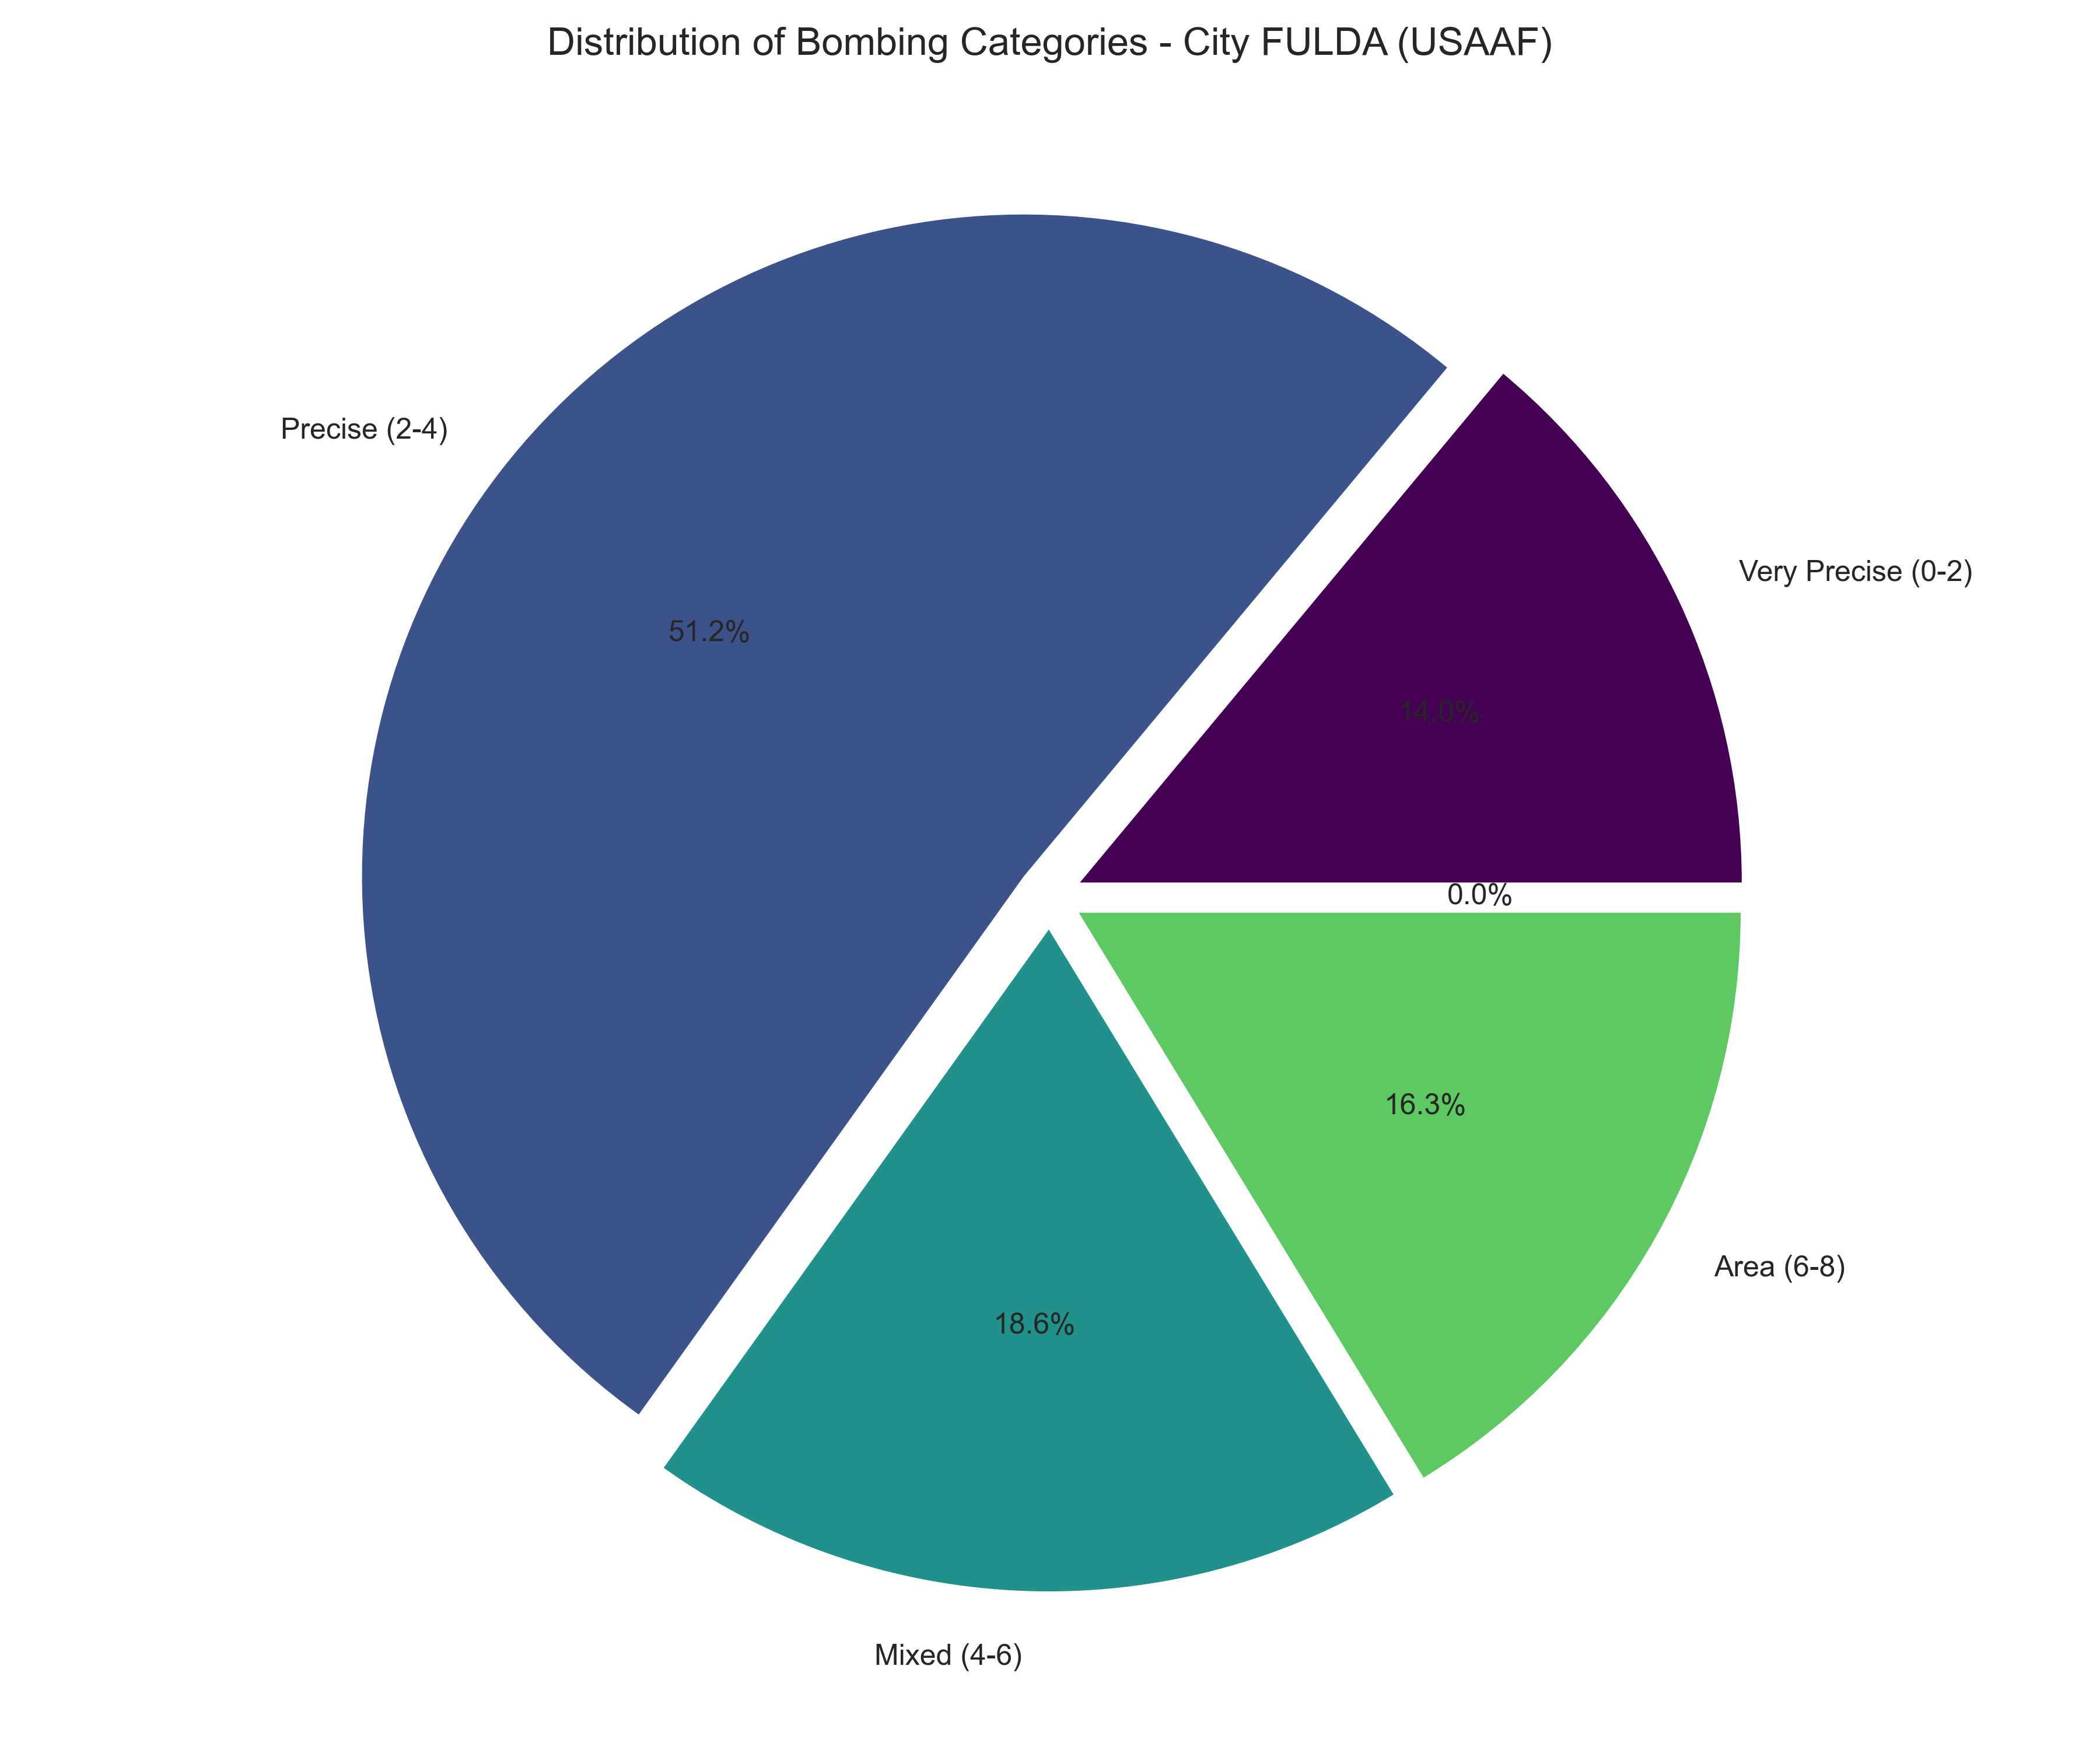 Distribution of Bombing Categories - City FULDA (USAAF)
Precise (2-4)
Very Precise (0-2)
51.2%
14.0%
0.0%
16.3%
Area (6-8)
18.6%
Mixed (4-6)